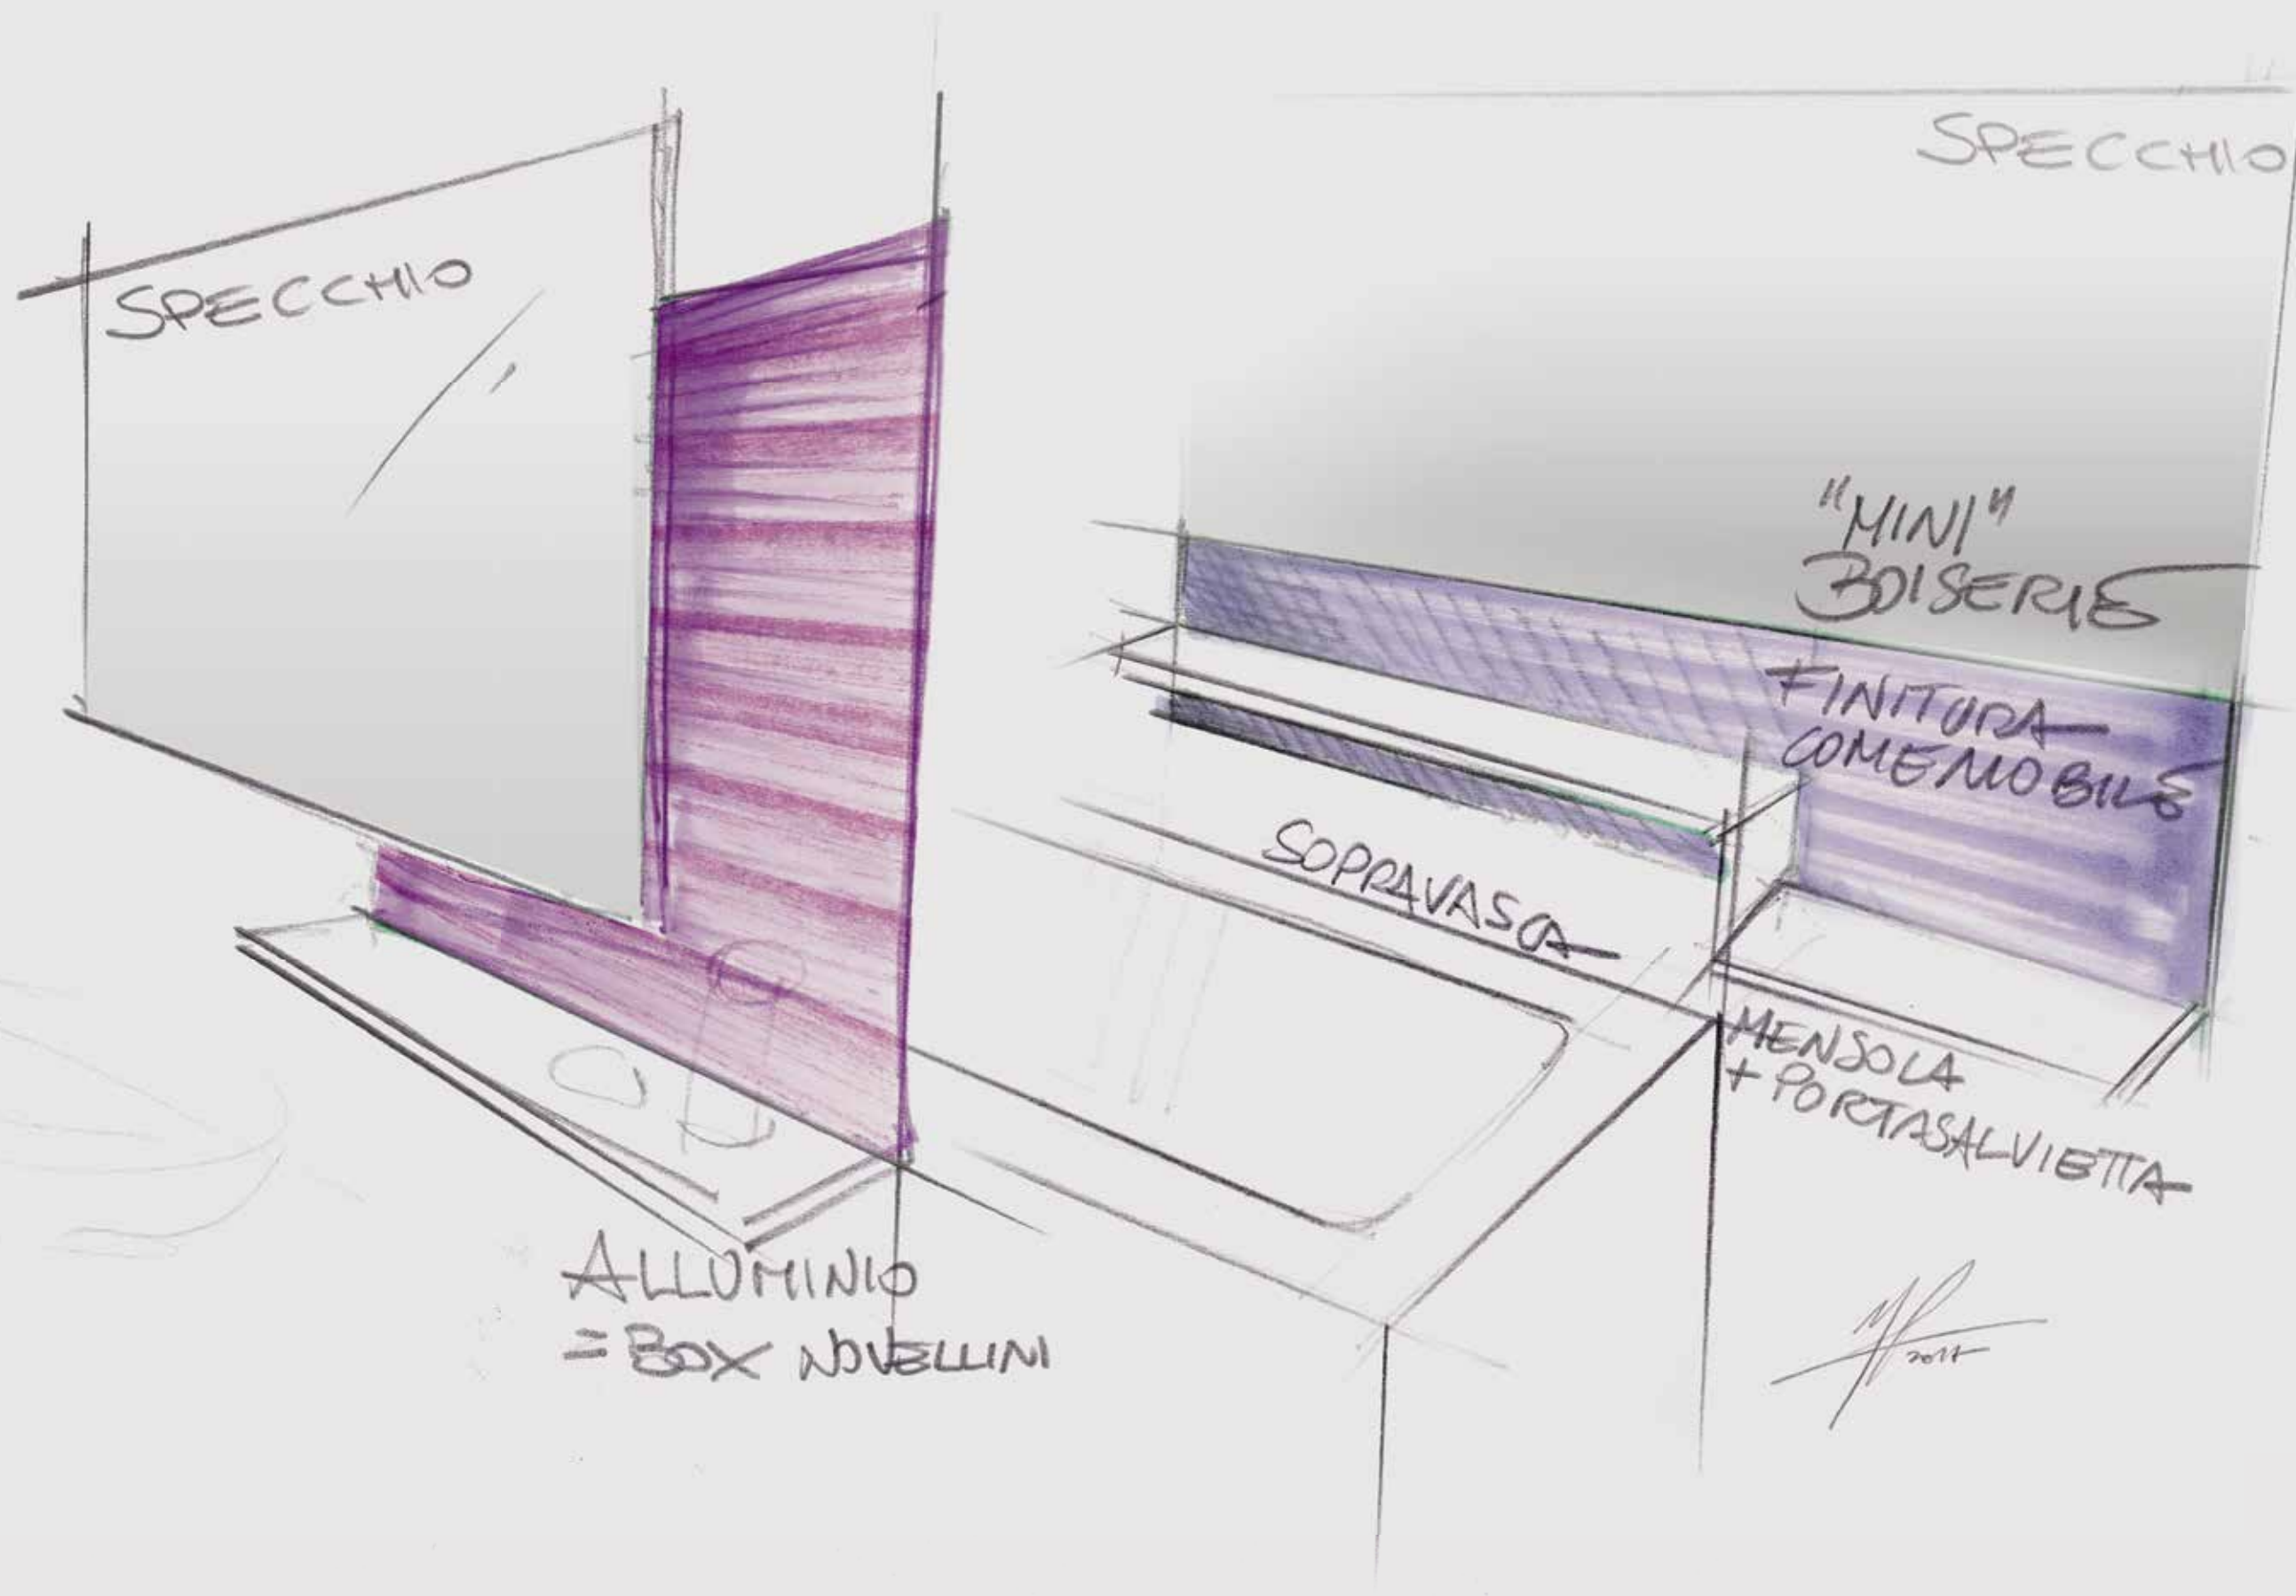 SPECCHIO
ALLUMINIO
= BOX NOVELLINI
SPECCHIO
"MINI"
BOISERIE
FINITURA
COME MOBILE
SOPRAVASCA
MENSOLA
+ PORTASALVIETTA